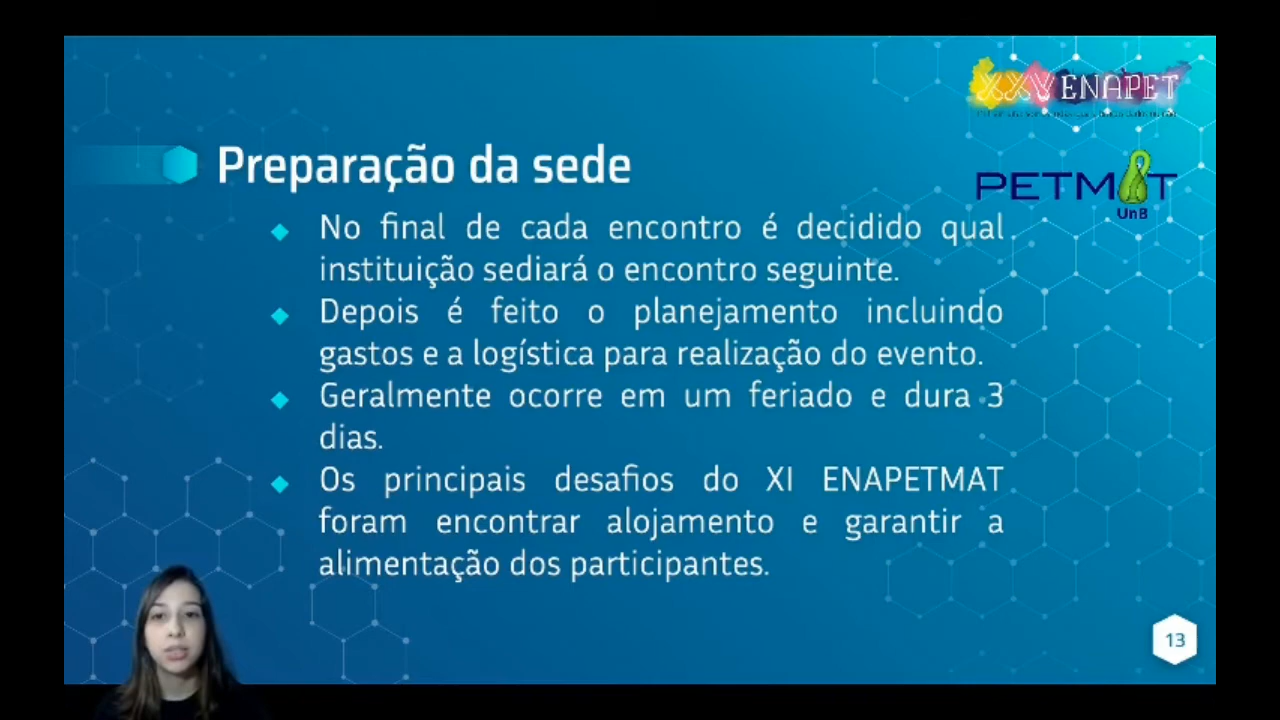 XXV ENAPET
PETMAT
UnB
Preparação da sede
No final de cada encontro é decidido qual
instituição sediará o encontro seguinte.
Depois é feito o planejamento incluindo
gastos e a logística para realização do evento.
Geralmente ocorre em um feriado e dura 3
dias.
Os principais desafios do XI ENAPETMAT
foram encontrar alojamento e garantir a
alimentação dos participantes.
13